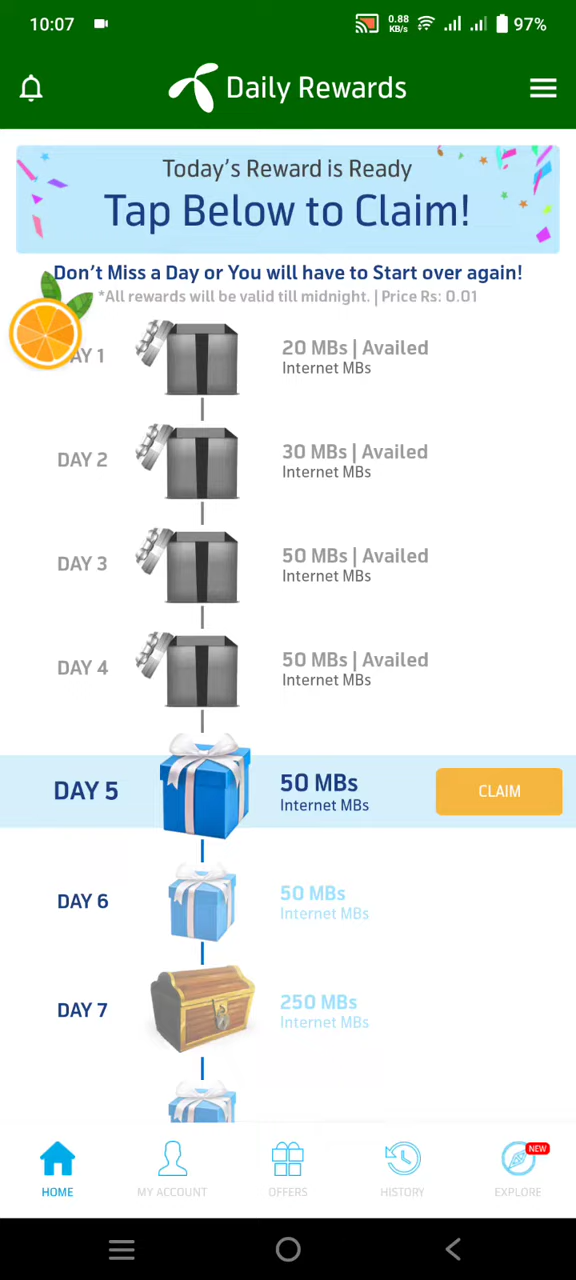 10:07
0.88
KB/s
97%
Daily Rewards
Today's Reward is Ready
Tap Below to Claim!
Don't Miss a Day or You will have to Start over again!
*All rewards will be valid till midnight. | Price Rs: 0.01
AY 1
20 MBs | Availed
Internet MBs
DAY 2
30 MBs | Availed
Internet MBs
DAY 3
50 MBs | Availed
Internet MBs
DAY 4
50 MBs | Availed
Internet MBs
DAY 5
50 MBs
Internet MBs
CLAIM
DAY 6
50 MBs
Internet MBs
DAY 7
250 MBs
Internet MBs
NEW
HOME
MY ACCOUNT
OFFERS
HISTORY
EXPLORE